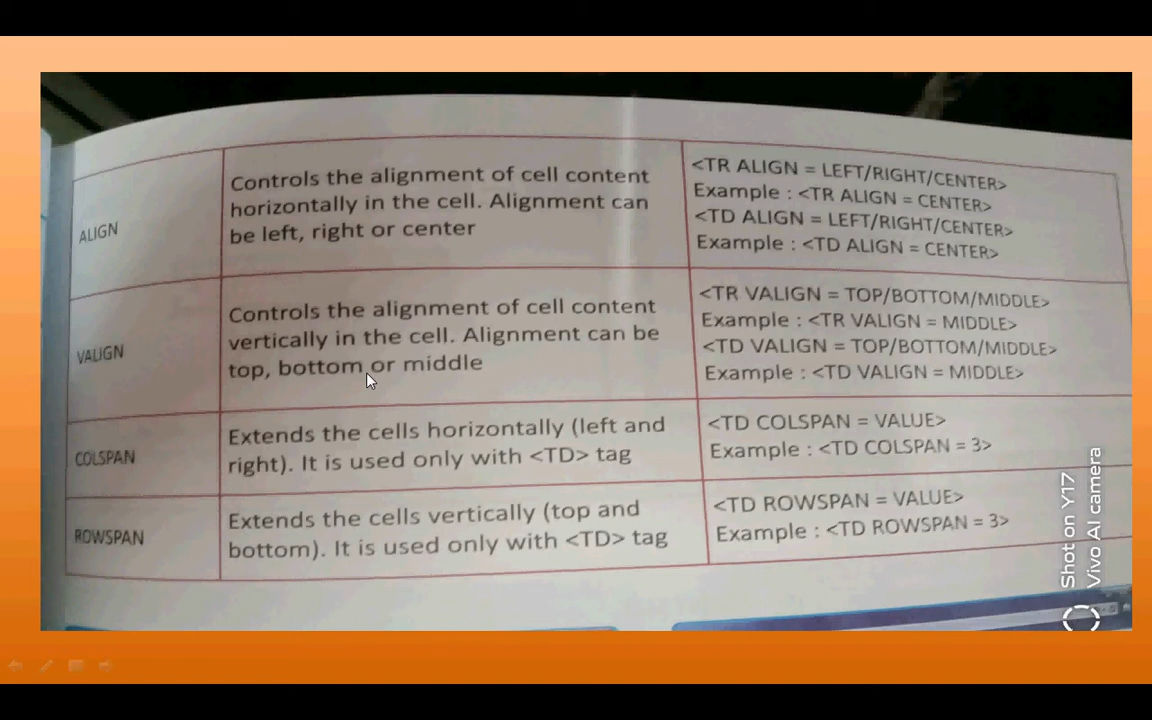 ALIGN
Controls the alignment of cell content
horizontally in the cell. Alignment can
be left, right or center
<TR ALIGN = LEFT/RIGHT/CENTER>
Example : <TR ALIGN = CENTER>
<TD ALIGN = LEFT/RIGHT/CENTER>
Example : <TD ALIGN = CENTER>
VALIGN
Controls the alignment of cell content
vertically in the cell. Alignment can be
top, bottom or middle
<TR VALIGN = TOP/BOTTOM/MIDDLE>
Example : <TR VALIGN = MIDDLE>
<TD VALIGN = TOP/BOTTOM/MIDDLE>
Example : <TD VALIGN = MIDDLE>
COLSPAN
Extends the cells horizontally (left and
right). It is used only with <TD> tag
<TD COLSPAN = VALUE>
Example : <TD COLSPAN = 3>
ROWSPAN
Extends the cells vertically (top and
bottom). It is used only with <TD> tag
<TD ROWSPAN = VALUE>
Example : <TD ROWSPAN = 3>
Shot on Y17
Vivo AI camera